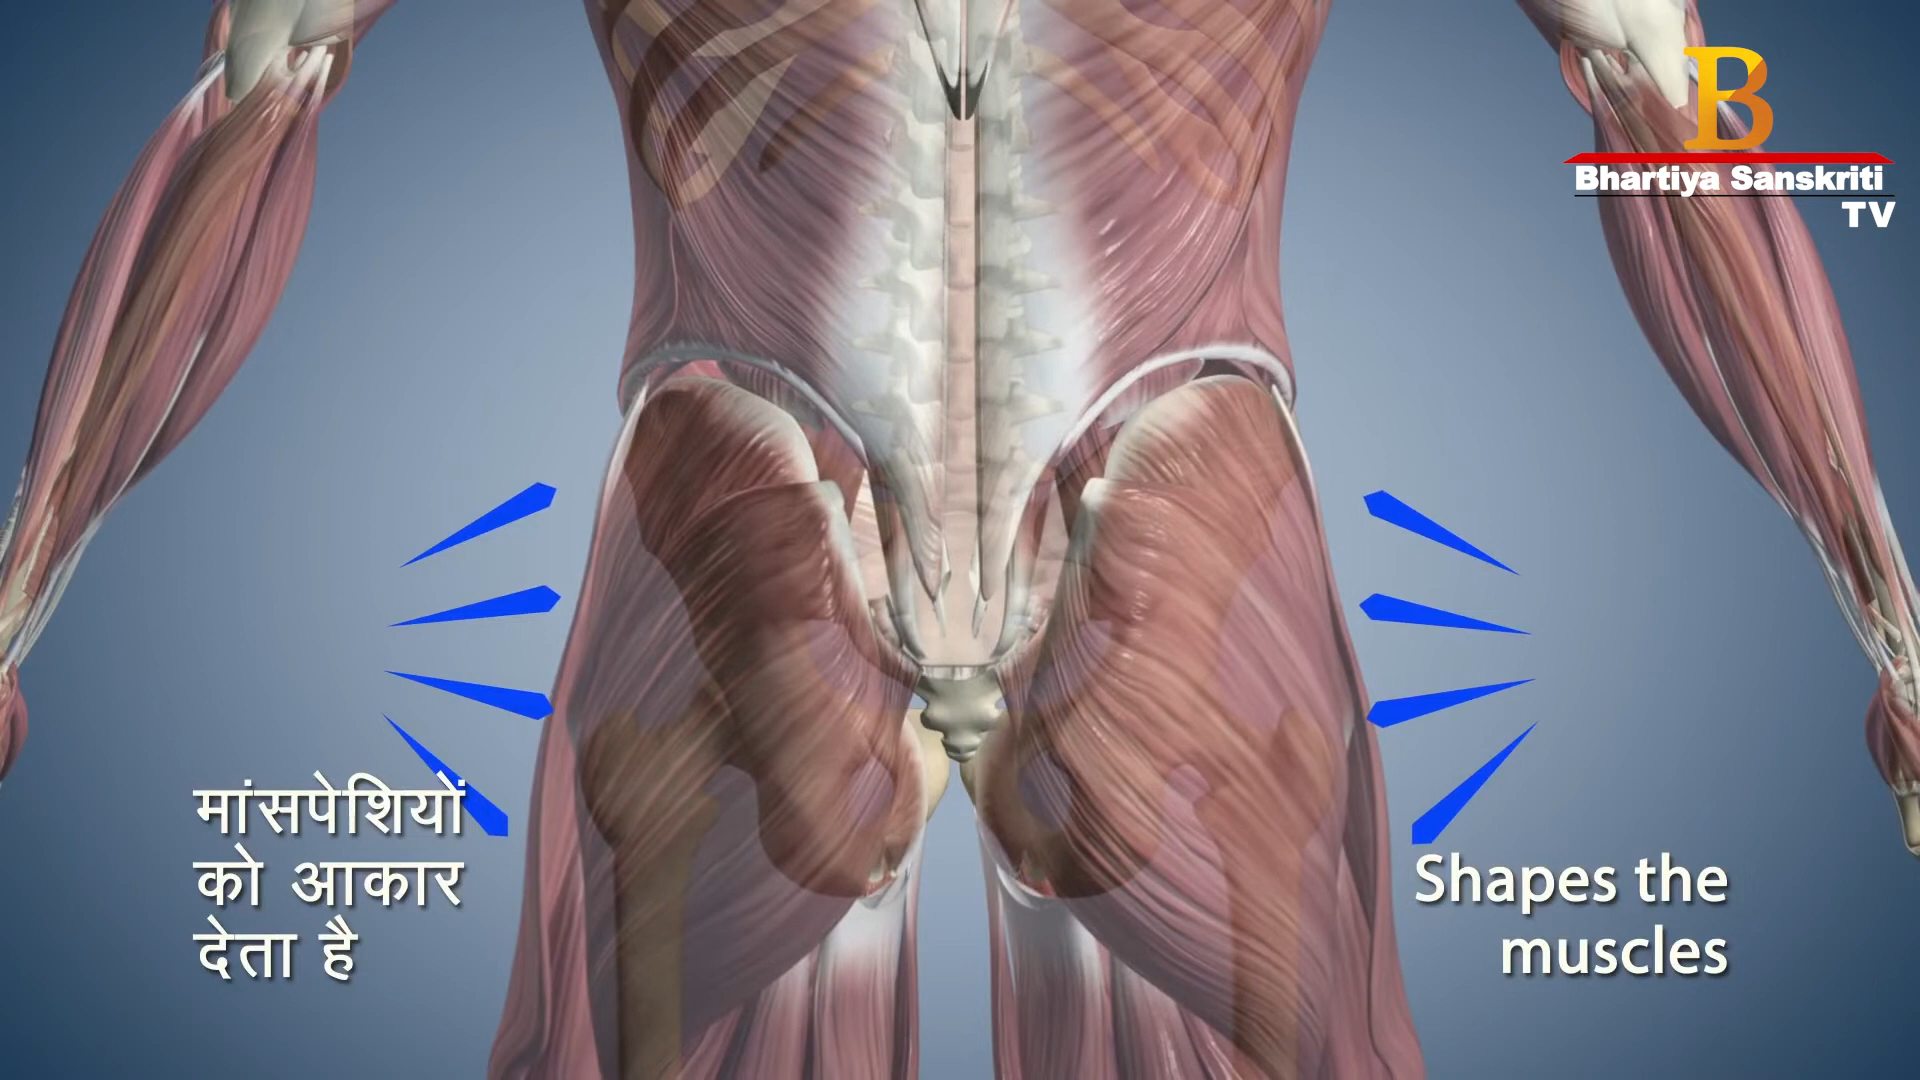 B
Bhartiya Sanskriti
TV
मांसपेशियों
को आकार
देता है
Shapes the
muscles